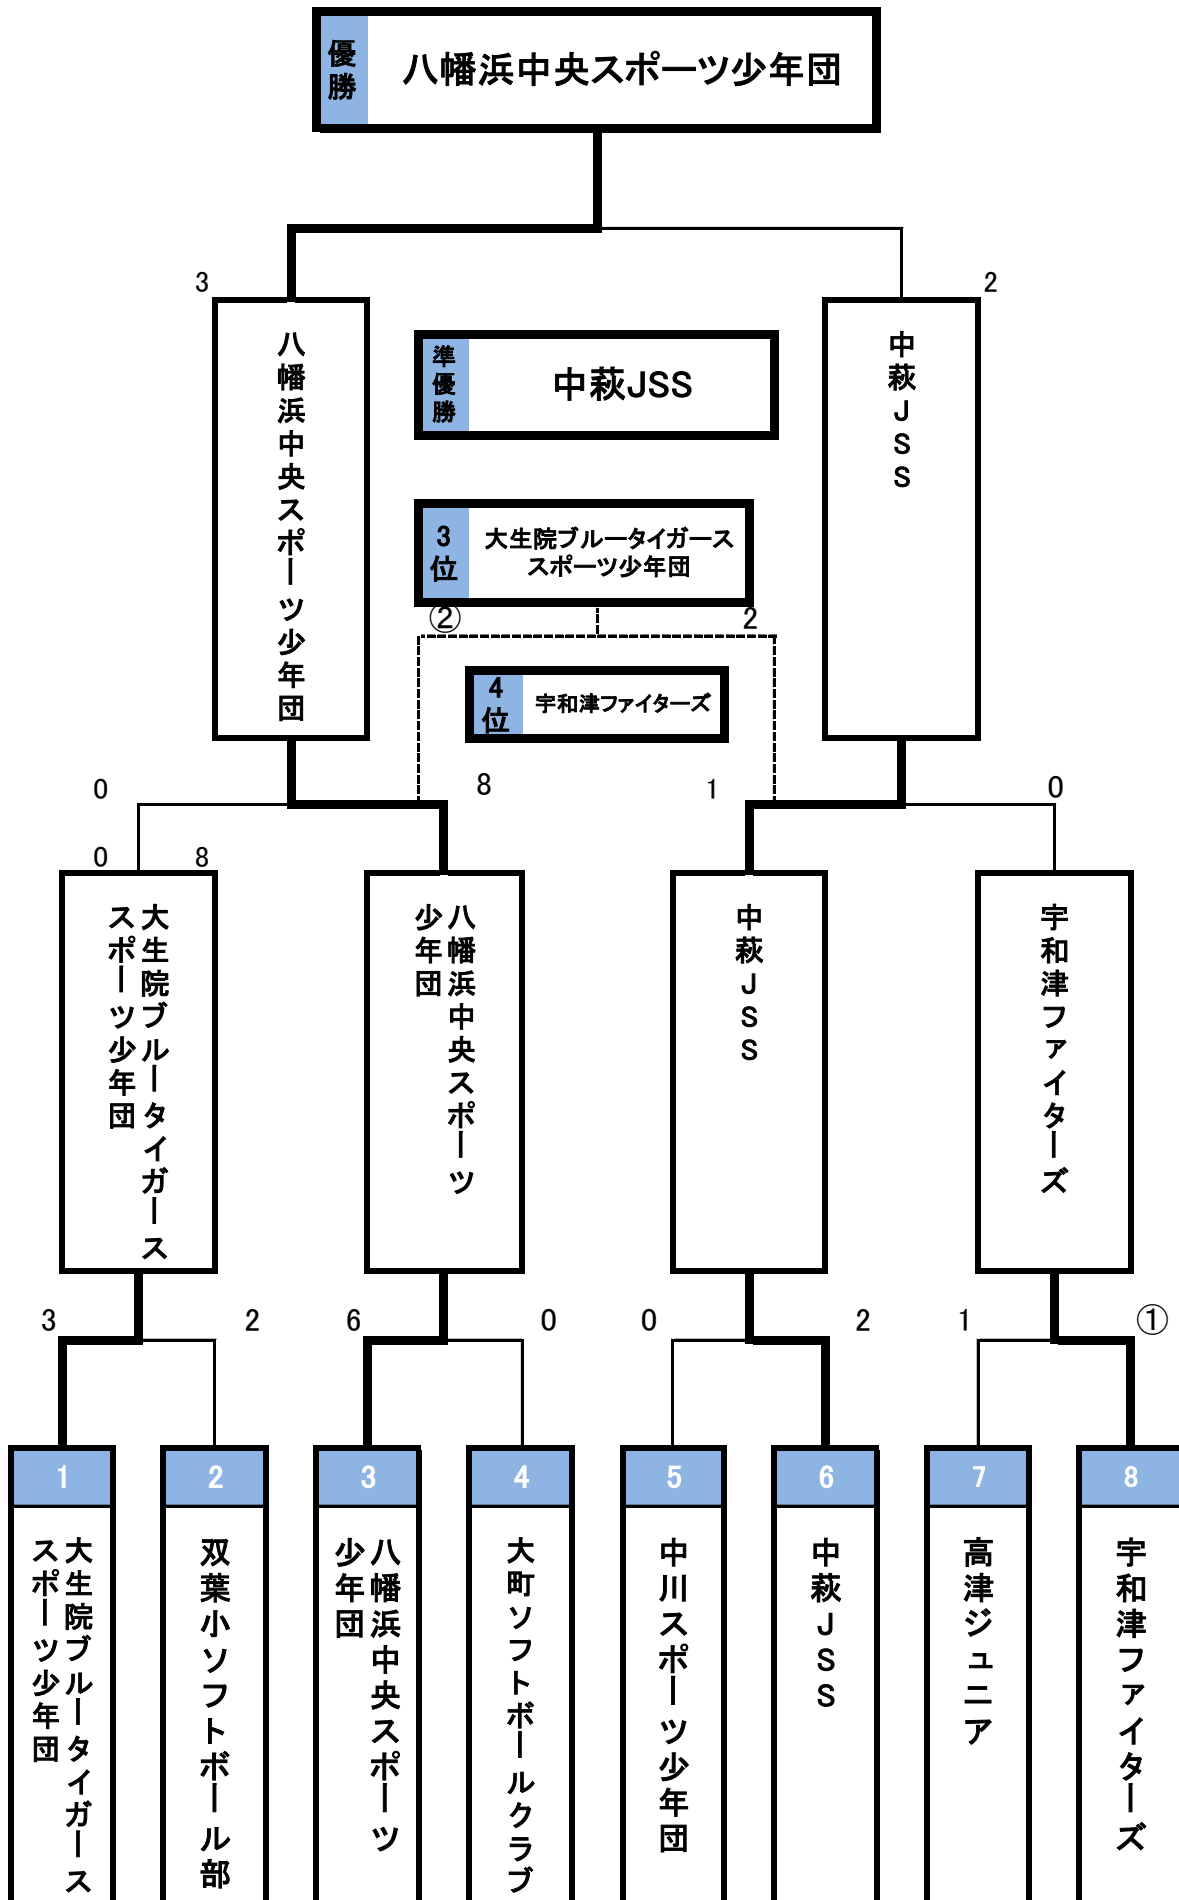 優勝
八幡浜中央スポーツ少年団
3
2
八幡浜中央スポーツ少年団
準優勝
中萩JSS
中萩JSS
3位
大生院ブルータイガース
スポーツ少年団
②
2
4位
宇和津ファイターズ
0
8
1
0
0
8
大生院ブルータイガース
スポーツ少年団
八幡浜中央スポーツ
少年団
中萩JSS
宇和津ファイターズ
3
2
6
0
0
2
1
①
1
2
3
4
5
6
7
8
大生院ブルータイガース
スポーツ少年団
双葉小ソフトボール部
八幡浜中央スポーツ
少年団
大町ソフトボールクラブ
中川スポーツ少年団
中萩JSS
高津ジュニア
宇和津ファイターズ